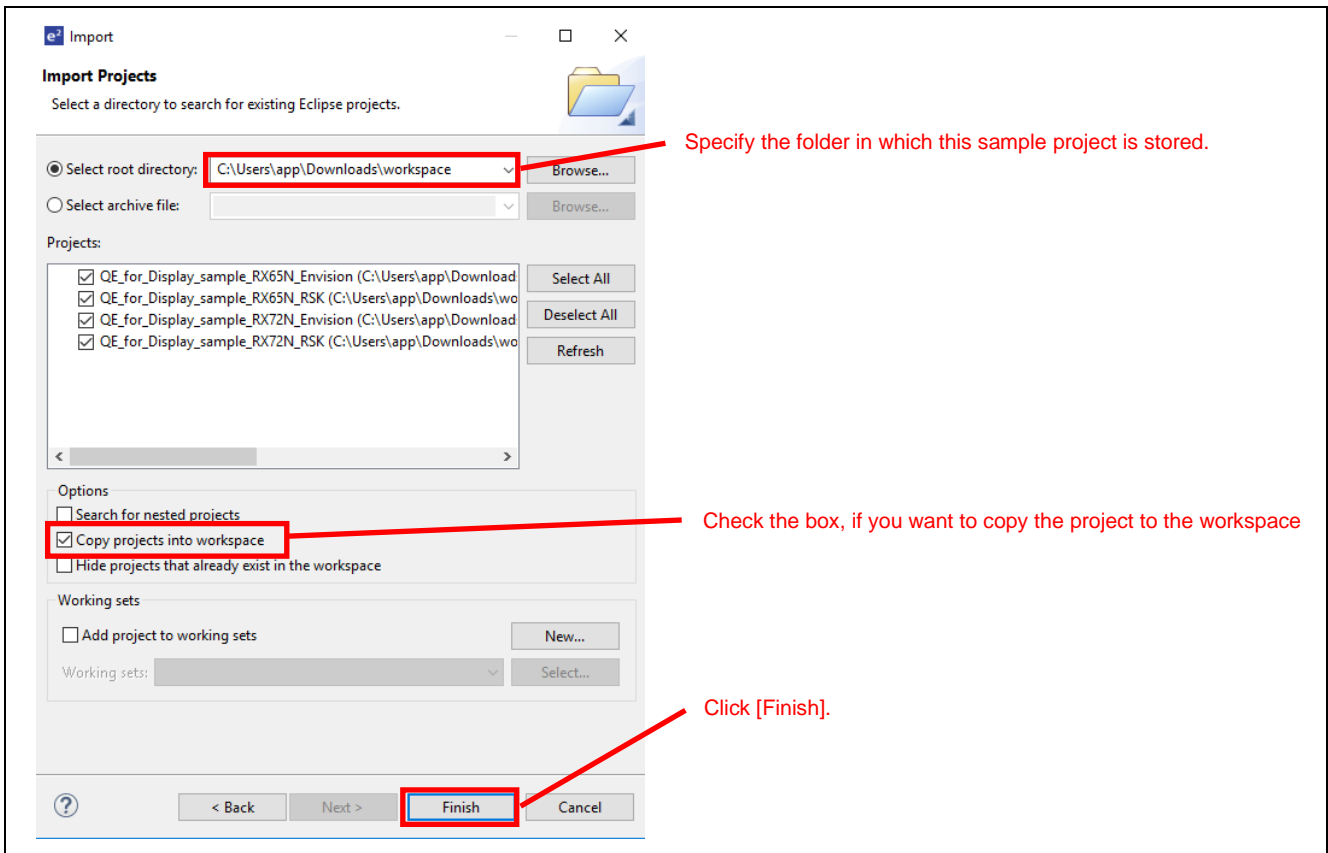 e² Import
Import Projects
Select a directory to search for existing Eclipse projects.
Specify the folder in which this sample project is stored.
Select root directory: C:\Users\app\Downloads\workspace Browse...
Select archive file: Browse...
Projects:
QE_for_Display_sample_RX65N_Envision (C:\Users\app\Download Select All
QE_for_Display_sample_RX65N_RSK (C:\Users\app\Downloads\wo
QE_for_Display_sample_RX72N_Envision (C:\Users\app\Download Deselect All
QE_for_Display_sample_RX72N_RSK (C:\Users\app\Downloads\wo
Refresh
Options
Search for nested projects
Check the box, if you want to copy the project to the workspace
Copy projects into workspace
Hide projects that already exist in the workspace
Working sets
Add project to working sets New...
Working sets: Select...
Click [Finish].
? < Back Next > Finish Cancel